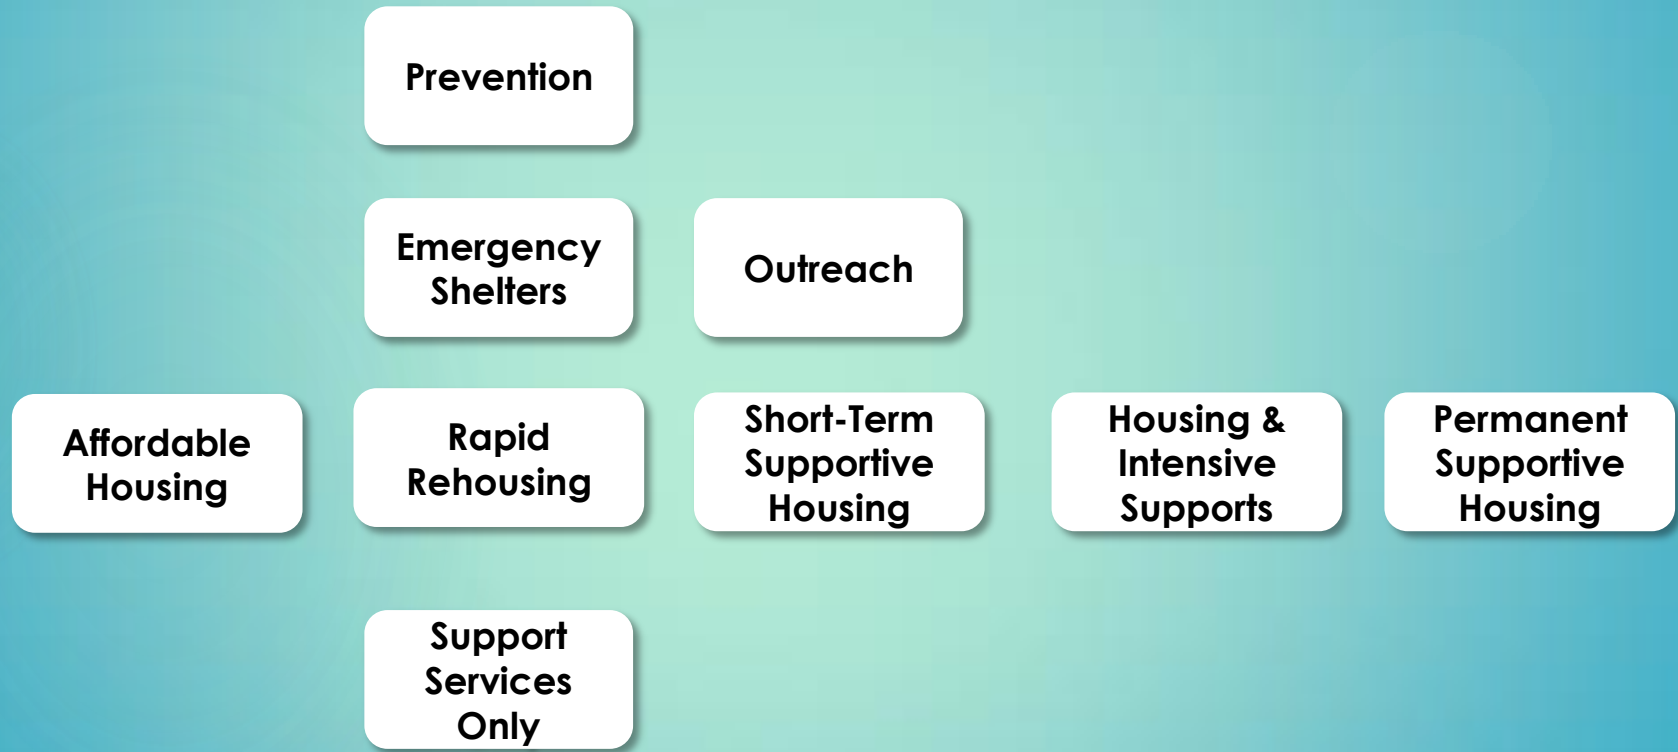 Prevention
Emergency
Shelters
Outreach
Affordable
Housing
Rapid
Rehousing
Short-Term
Supportive
Housing
Housing &
Intensive
Supports
Permanent
Supportive
Housing
Support
Services
Only